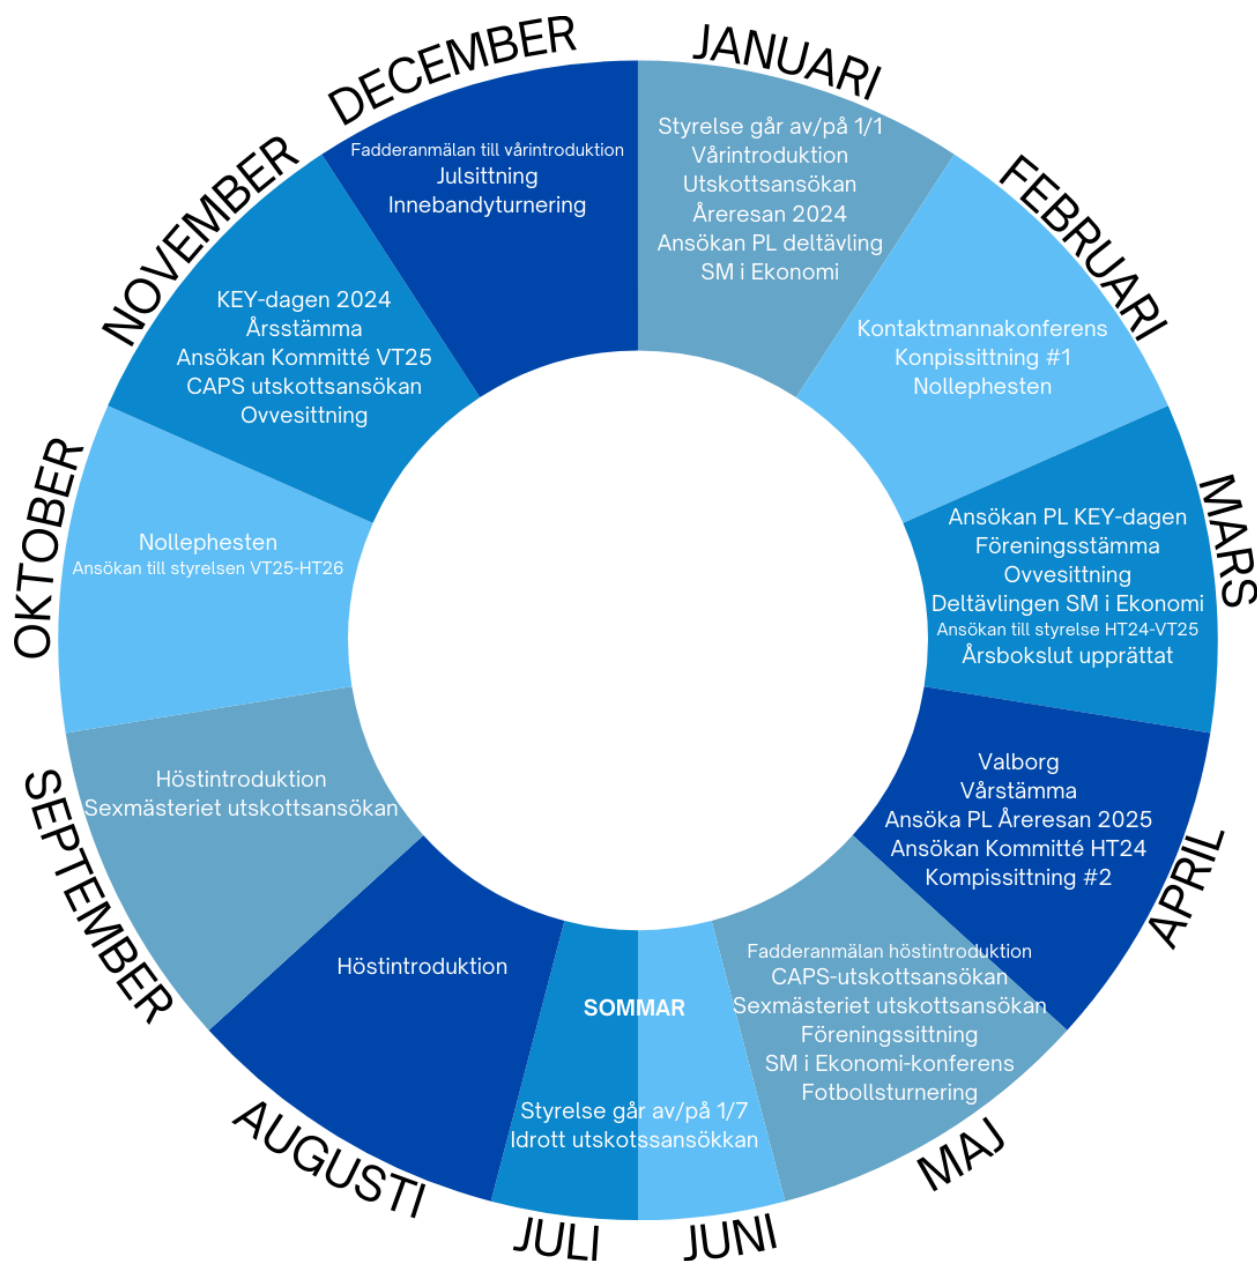 JANUARI
Styrelse går av/på 1/1
Vårintroduktion
Utskottsansökan
Åreresan 2024
Ansökan PL deltävling
SM i Ekonomi
FEBRUARI
Kontaktmannakonferens
Konpissittning #1
Nollephesten
MARS
Ansökan PL KEY-dagen
Föreningsstämma
Ovvesittning
Deltävlingen SM i Ekonomi
Ansökan till styrelse HT24-VT25
Årsbokslut upprättat
APRIL
Valborg
Vårstämma
Ansöka PL Åreresan 2025
Ansökan Kommitté HT24
Kompissittning #2
MAJ
Fadderanmälan höstintroduktion
CAPS-utskottsansökan
Sexmästeriet utskottsansökan
Föreningssittning
SM i Ekonomi-konferens
Fotbollsturnering
JUNI
JULI
SOMMAR
Styrelse går av/på 1/7
Idrott utskotssansökkan
AUGUSTI
Höstintroduktion
SEPTEMBER
Höstintroduktion
Sexmästeriet utskottsansökan
OKTOBER
Nollephesten
Ansökan till styrelsen VT25-HT26
NOVEMBER
KEY-dagen 2024
Årsstämma
Ansökan Kommitté VT25
CAPS utskottsansökan
Ovvesittning
DECEMBER
Fadderanmälan till vårintroduktion
Julsittning
Innebandyturnering